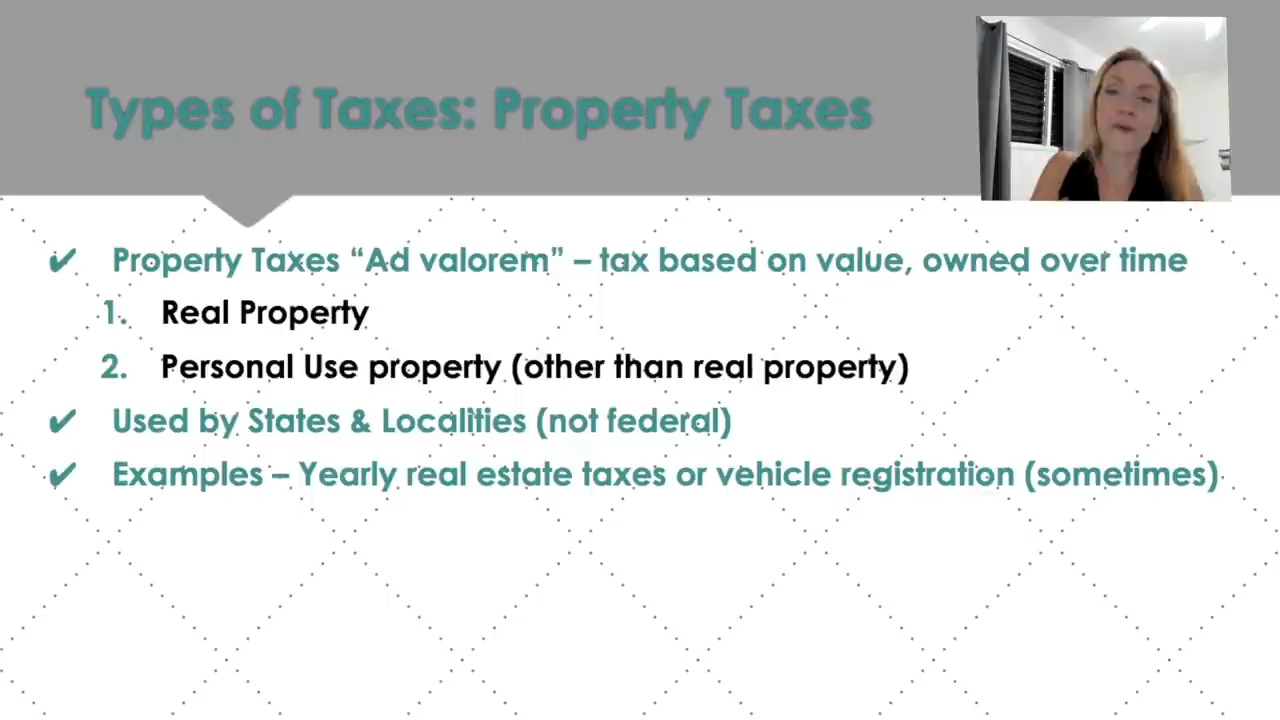 Types of Taxes: Property Taxes
✔ Property Taxes “Ad valorem” – tax based on value, owned over time
1. Real Property
2. Personal Use property (other than real property)
✔ Used by States & Localities (not federal)
✔ Examples – Yearly real estate taxes or vehicle registration (sometimes)